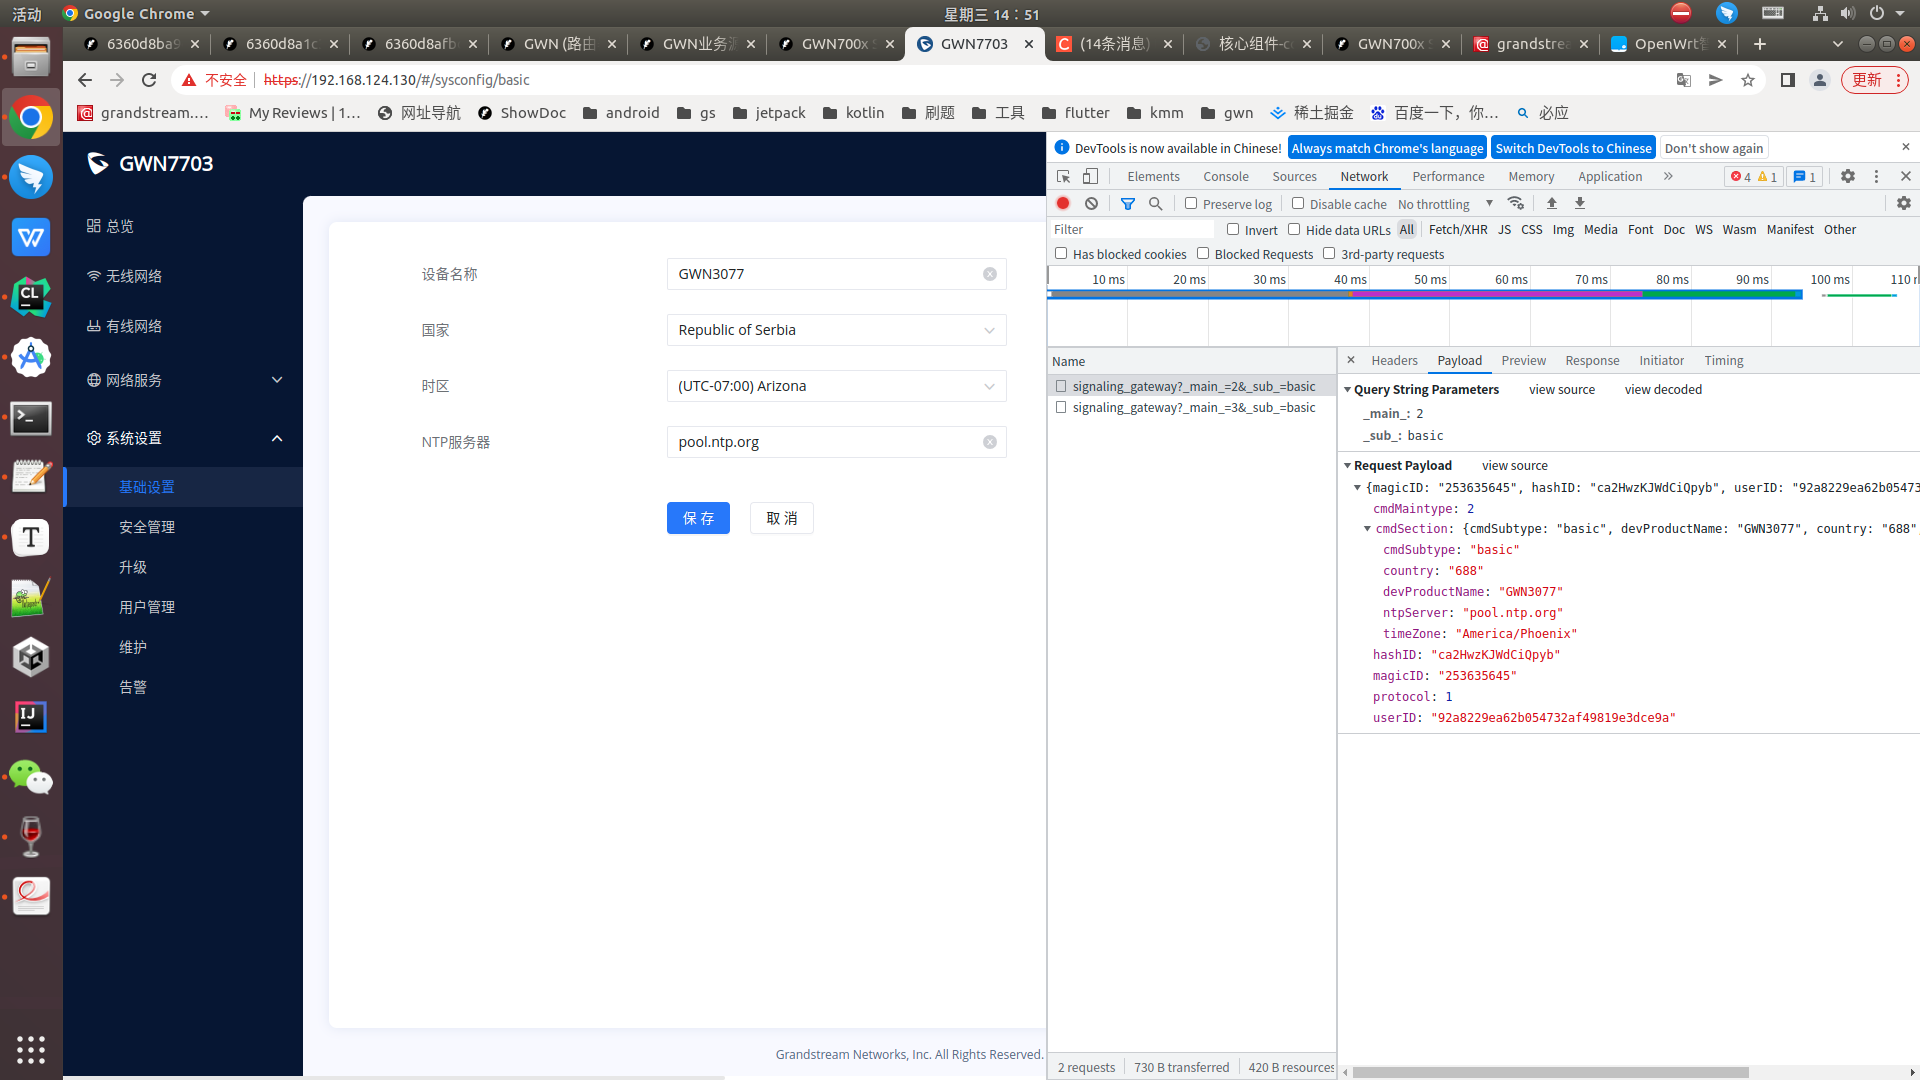 活动
Google Chrome
星期三 14：51
6360d8ba9
6360d8a1c
6360d8afb
GWN (路由
GWN业务流
GWN700x S
GWN7703
(14条消息)
核心组件-cc
GWN700x S
grandstrea
OpenWrt智
不安全
https://192.168.124.130/#/sysconfig/basic
更新
grandstream....
My Reviews | 1...
网址导航
ShowDoc
android
gs
jetpack
kotlin
刷题
工具
flutter
kmm
gwn
稀土掘金
百度一下，你...
必应
GWN7703
总览
无线网络
有线网络
网络服务
系统设置
基础设置
安全管理
升级
用户管理
维护
告警
设备名称
GWN3077
国家
Republic of Serbia
时区
(UTC-07:00) Arizona
NTP服务器
pool.ntp.org
保 存
取 消
Grandstream Networks, Inc. All Rights Reserved.
DevTools is now available in Chinese!
Always match Chrome's language
Switch DevTools to Chinese
Don't show again
Elements
Console
Sources
Network
Performance
Memory
Application
4
1
1
Preserve log
Disable cache
No throttling
Filter
Invert
Hide data URLs
All
Fetch/XHR
JS
CSS
Img
Media
Font
Doc
WS
Wasm
Manifest
Other
Has blocked cookies
Blocked Requests
3rd-party requests
10 ms
20 ms
30 ms
40 ms
50 ms
60 ms
70 ms
80 ms
90 ms
100 ms
110 r
Name
signaling_gateway?_main_=2&_sub_=basic
signaling_gateway?_main_=3&_sub_=basic
Headers
Payload
Preview
Response
Initiator
Timing
Query String Parameters
view source
view decoded
_main_: 2
_sub_: basic
Request Payload
view source
{magicID: "253635645", hashID: "ca2HwzKJWdCiQpyb", userID: "92a8229ea62b05473
cmdMaintype: 2
cmdSection: {cmdSubtype: "basic", devProductName: "GWN3077", country: "688",
cmdSubtype: "basic"
country: "688"
devProductName: "GWN3077"
ntpServer: "pool.ntp.org"
timeZone: "America/Phoenix"
hashID: "ca2HwzKJWdCiQpyb"
magicID: "253635645"
protocol: 1
userID: "92a8229ea62b054732af49819e3dce9a"
2 requests
730 B transferred
420 B resources